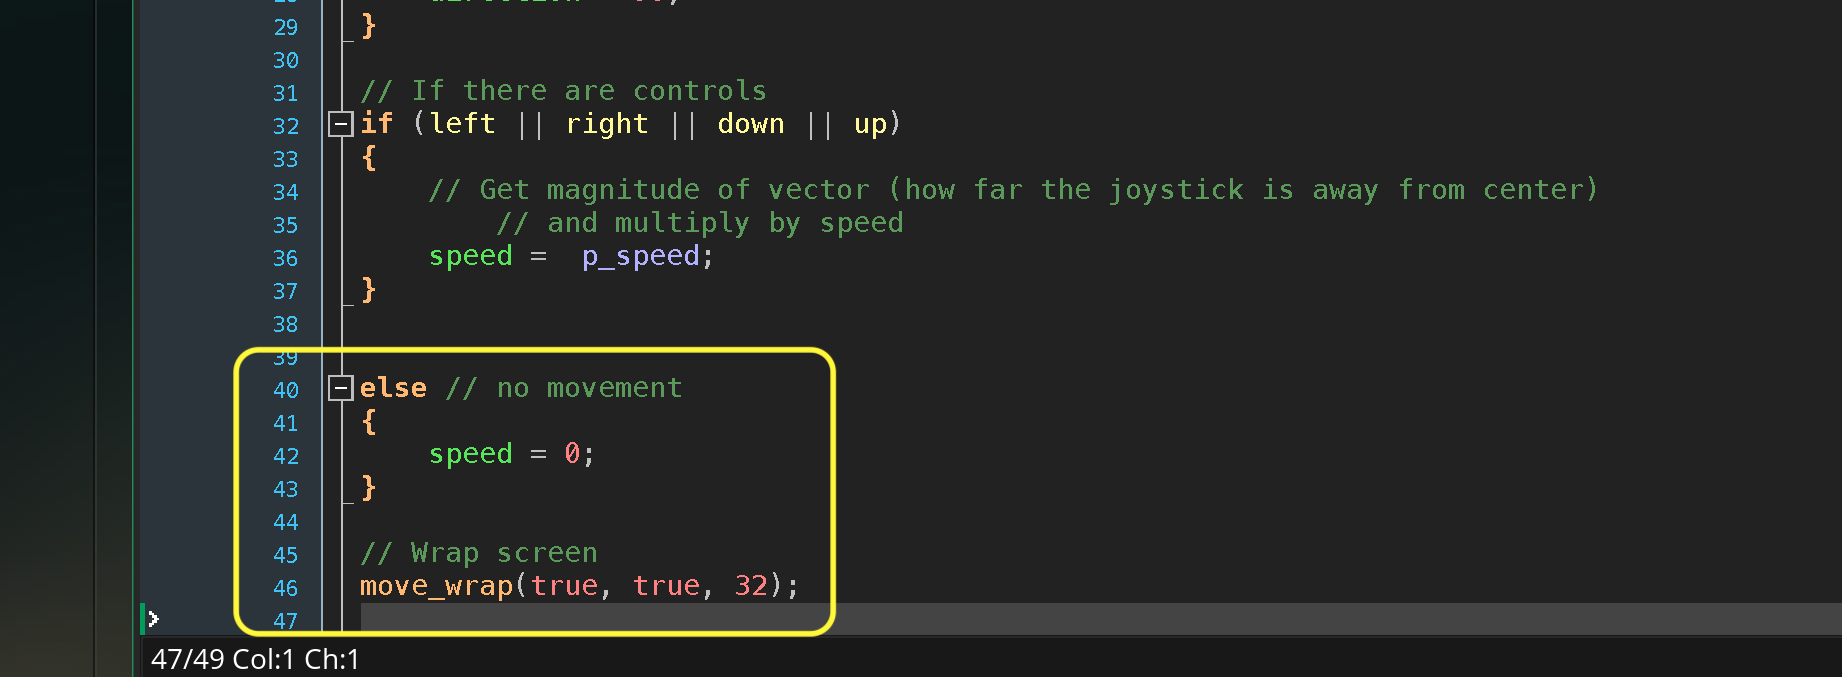 29 }
30
31 // If there are controls
32 if (left || right || down || up)
33 {
34 // Get magnitude of vector (how far the joystick is away from center)
35 // and multiply by speed
36 speed =  p_speed;
37 }
38
39
40 else // no movement
41 {
42 speed = 0;
43 }
44
45 // Wrap screen
46 move_wrap(true, true, 32);
47
47/49 Col:1 Ch:1